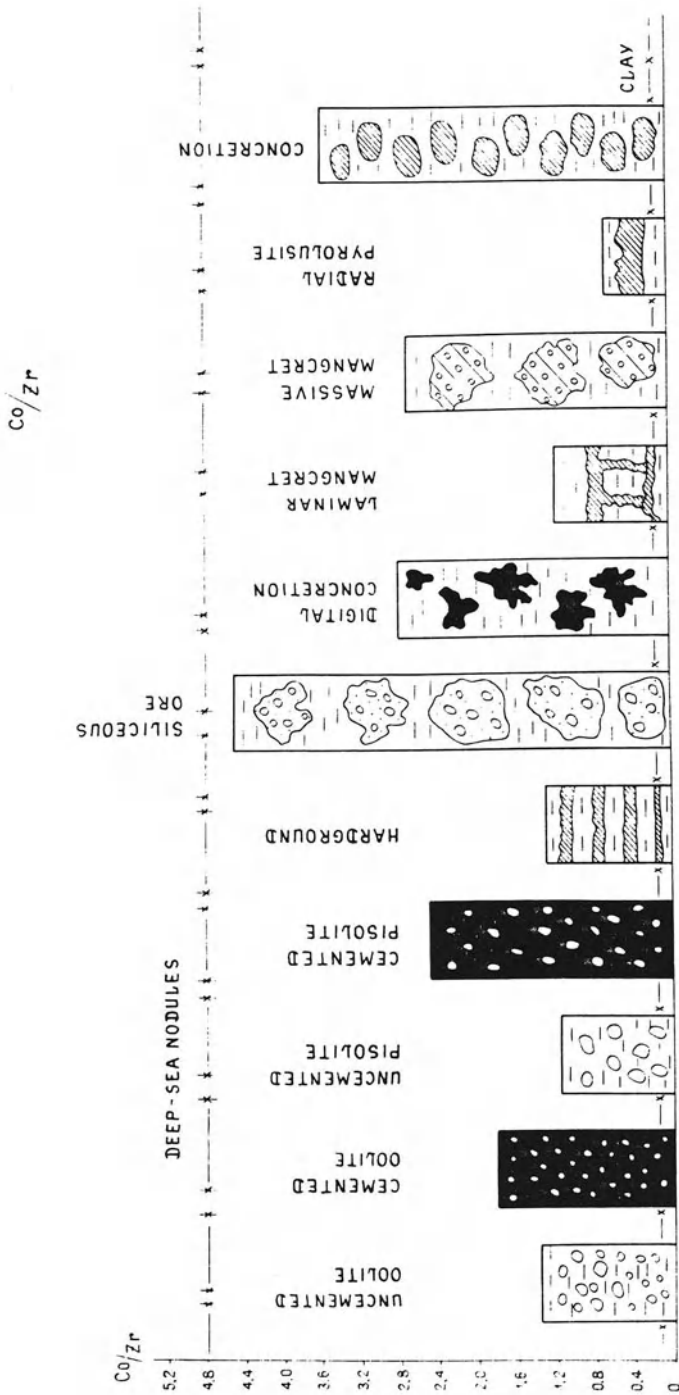 Co/Zr
Co/Zr
5.2
4.8
4.4
4.0
3.6
3.2
2.8
2.4
2.0
1.6
1.2
0.8
0.4
0
DEEP-SEA NODULES
UNCEMENTED
OOLITE
CEMENTED
OOLITE
UNCEMENTED
PISOLITE
CEMENTED
PISOLITE
HARDGROUND
SILICEOUS
ORE
DIGITAL
CONCRETION
LAMINAR
MANGCRET
MASSIVE
MANGCRET
RADIAL
PYROLUSITE
CONCRETION
CLAY